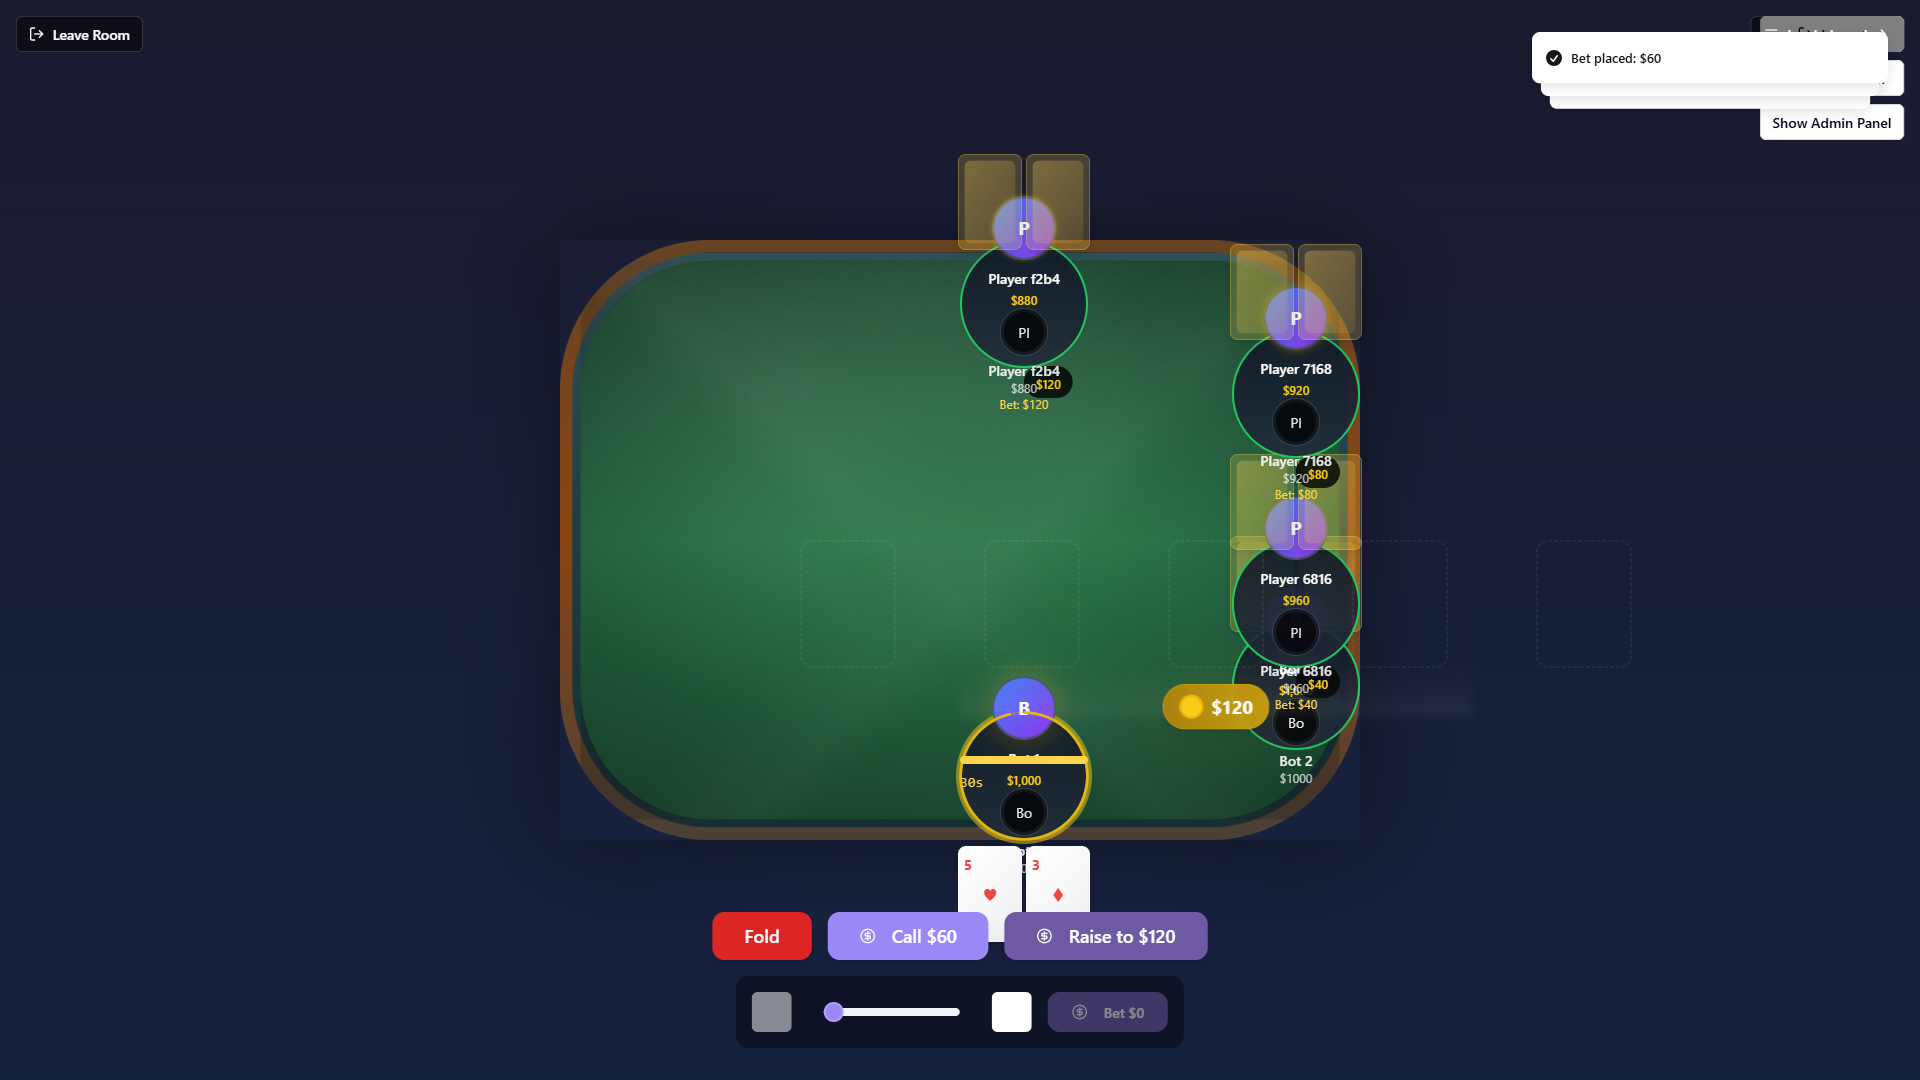 Leave Room
Bet placed: $60
Show Admin Panel
P
Player f2b4
$880
Pl
Player f2b4
$880
$120
Bet: $120
P
Player 7168
$920
Pl
Player 7168
$920
$80
Bet: $80
P
Player 6816
$960
Pl
Player 6816
$960
$40
Bet: $40
$120
Bo
Bot 2
$1000
B
30s
$1,000
Bo
5
3
Fold
Call $60
Raise to $120
Bet $0